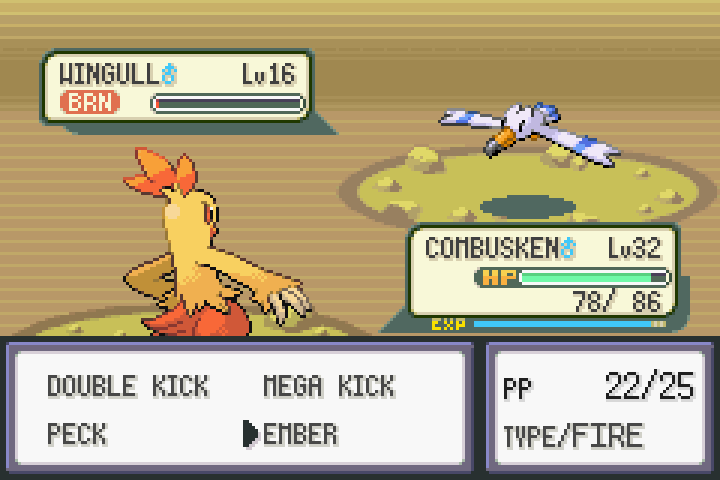 WINGULL♂ Lv16
BRN
COMBUSKEN♂ Lv32
HP
78/ 86
EXP
DOUBLE KICK MEGA KICK
PECK ▶EMBER
PP 22/25
TYPE/FIRE